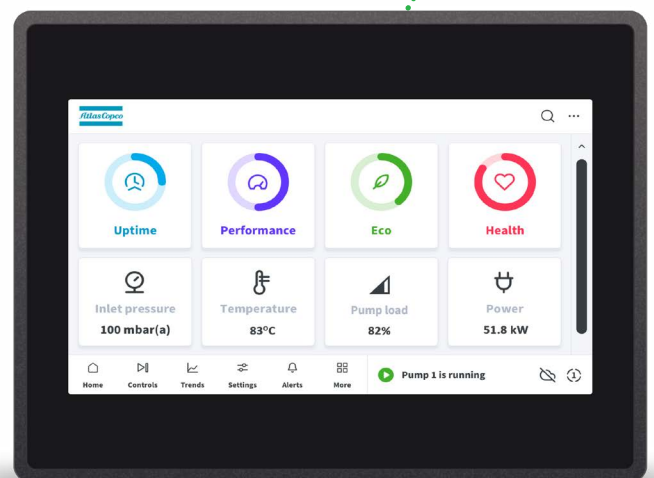 Atlas Copco
Uptime
Performance
Eco
Health
Inlet pressure
100 mbar(a)
Temperature
83°C
Pump load
82%
Power
51.8 kW
Home
Controls
Trends
Settings
Alerts
More
Pump 1 is running
1